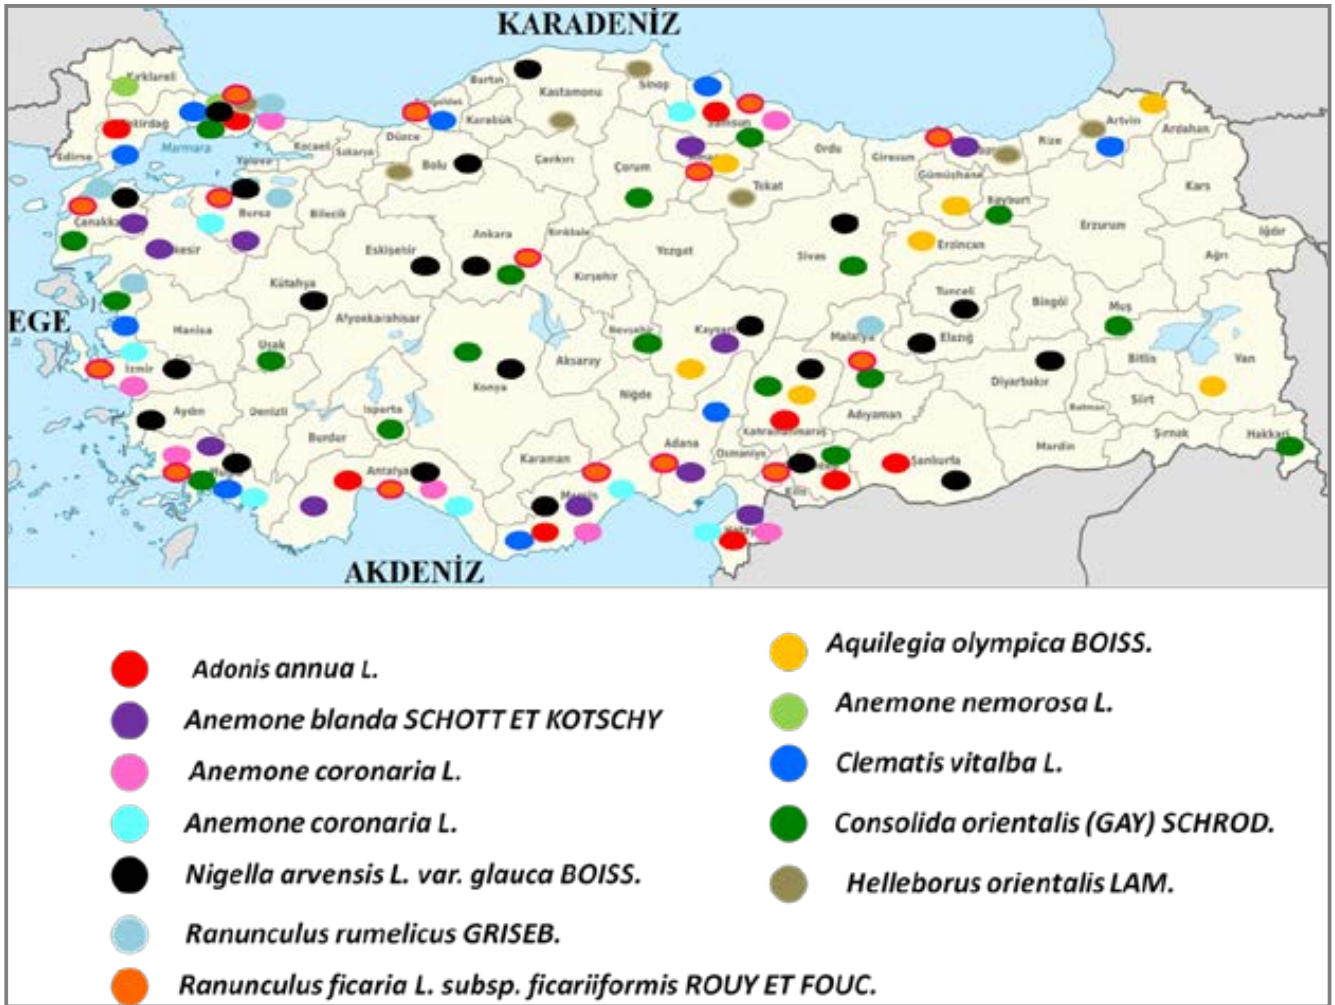 KARADENİZ
Kırklareli
Bartın
Kastamonu
Sinop
Samsun
Artvin
Ardahan
Edirne
Marmara
Yalova
Kocaeli
Sakarya
Düzce
Bolu
Karabük
Çankırı
Çorum
Tokat
Ordu
Giresun
Gümüşhane
Rize
Bayburt
Kars
Iğdır
Bursa
Bilecik
Eskişehir
Ankara
Kırıkkale
Kırşehir
Yozgat
Sivas
Erzincan
Erzurum
Ağrı
EGE
Manisa
Kütahya
Afyonkarahisar
Uşak
Nevşehir
Kayseri
Malatya
Tunceli
Elazığ
Bingöl
Muş
Bitlis
Van
İzmir
Aydın
Denizli
Isparta
Burdur
Konya
Aksaray
Niğde
Adıyaman
Diyarbakır
Batman
Siirt
Şırnak
Hakkari
Mardin
Antalya
Karaman
Mersin
Adana
Osmaniye
Kahramanmaraş
Kilis
Şanlıurfa
Hatay
AKDENİZ
Adonis annua L.
Anemone blanda SCHOTT ET KOTSCHY
Anemone coronaria L.
Anemone coronaria L.
Nigella arvensis L. var. glauca BOISS.
Ranunculus rumelicus GRISEB.
Ranunculus ficaria L. subsp. ficariiformis ROUY ET FOUC.
Aquilegia olympica BOISS.
Anemone nemorosa L.
Clematis vitalba L.
Consolida orientalis (GAY) SCHROD.
Helleborus orientalis LAM.